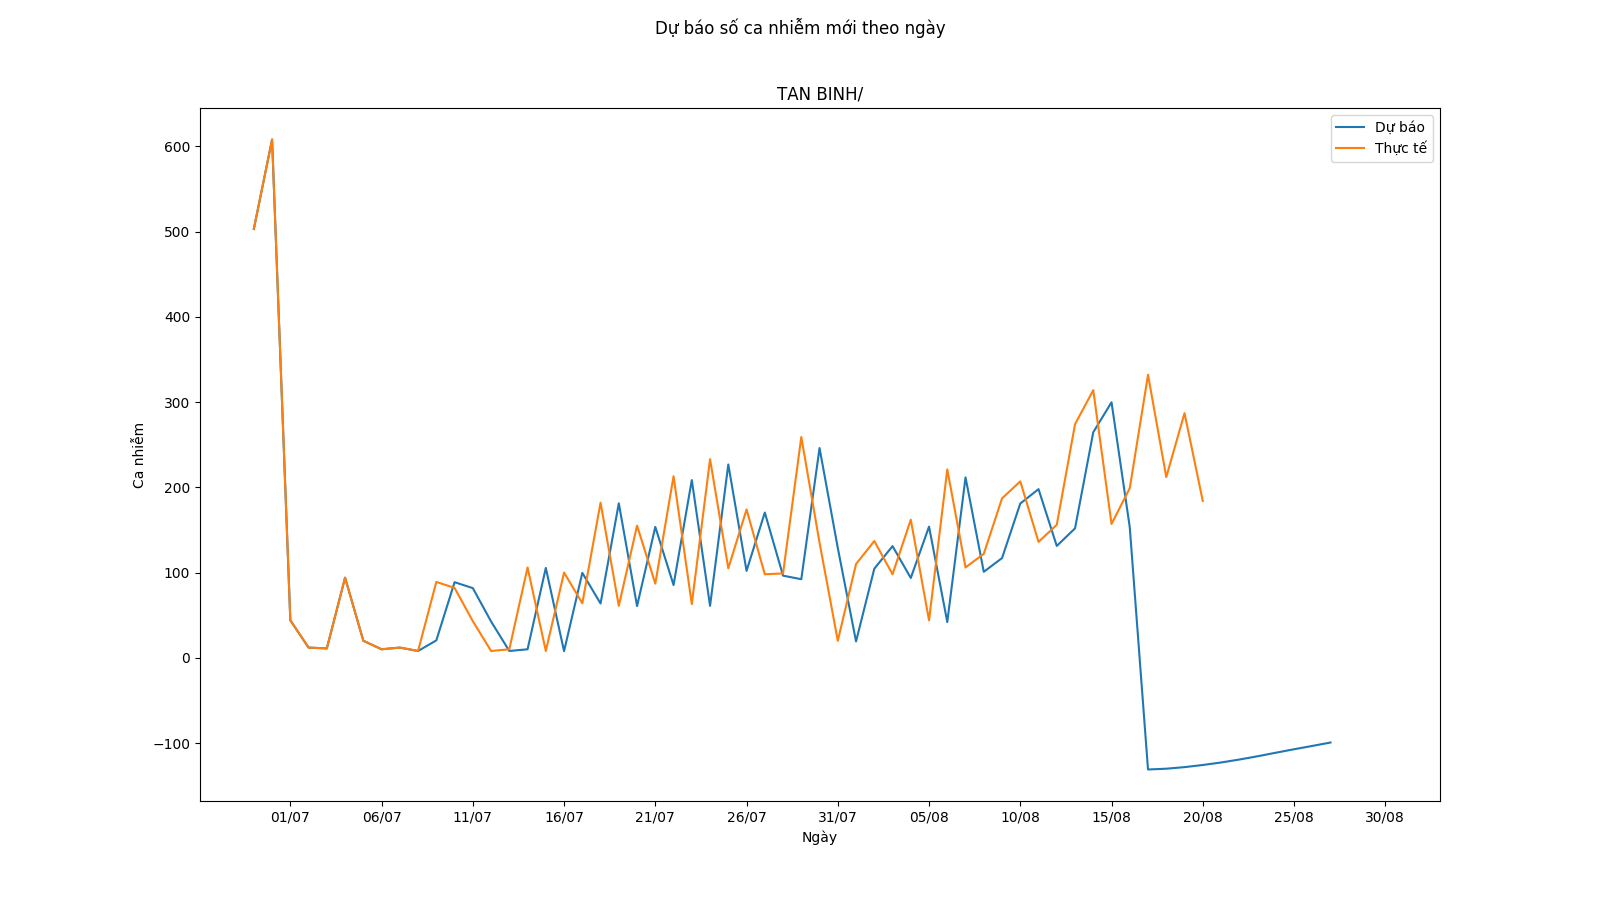 Dự báo số ca nhiễm mới theo ngày
TAN BINH/
Dự báo
Thực tế
600
500
400
300
200
100
0
−100
Ca nhiễm
01/07 06/07 11/07 16/07 21/07 26/07 31/07 05/08 10/08 15/08 20/08 25/08 30/08
Ngày